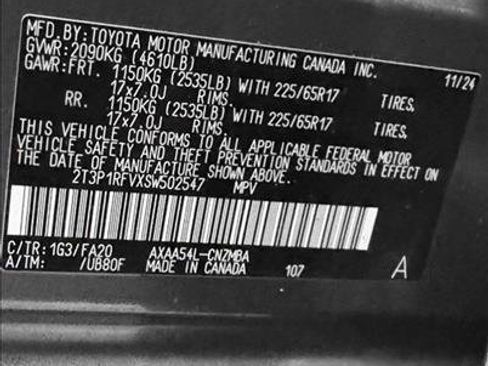 MFD. BY: TOYOTA MOTOR MANUFACTURING CANADA INC.
GVWR: 2090KG (4610LB) 11/24
GAWR: FRT. 1150KG (2535LB) WITH 225/65R17 TIRES,
17x7.0J RIMS.
RR. 1150KG (2535LB) WITH 225/65R17 TIRES,
17x7.0J RIMS.
THIS VEHICLE CONFORMS TO ALL APPLICABLE FEDERAL MOTOR
VEHICLE SAFETY AND THEFT PREVENTION STANDARDS IN EFFECT ON
THE DATE OF MANUFACTURE SHOWN ABOVE.
2T3P1RFVXSW502547 MPV
C/TR: 1G3/FA20 AXAA54L-CNZMBA
A/TM: /UB80F MADE IN CANADA 107 A